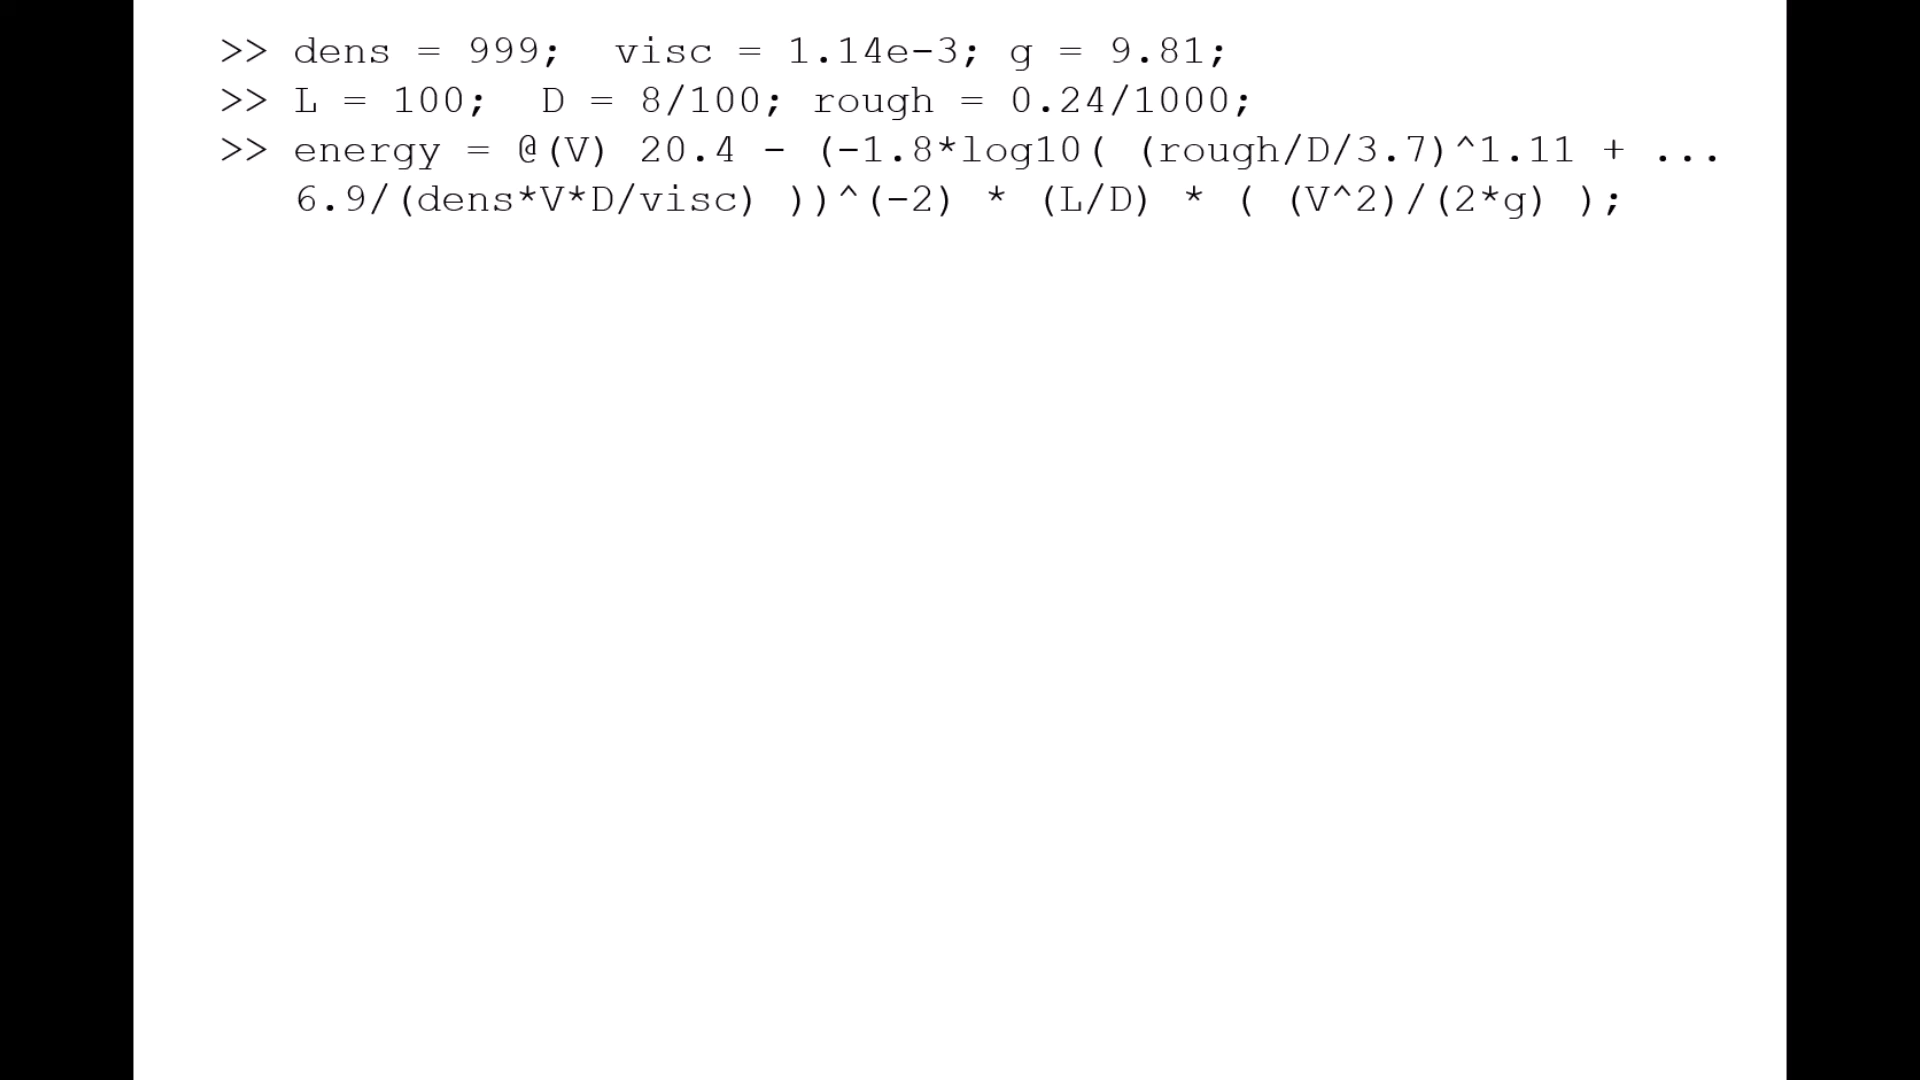 >> dens = 999;  visc = 1.14e-3; g = 9.81;
>> L = 100;  D = 8/100; rough = 0.24/1000;
>> energy = @(V) 20.4 - (-1.8*log10( (rough/D/3.7)^1.11 + ...
6.9/(dens*V*D/visc) ))^(-2) * (L/D) * ( (V^2)/(2*g) );